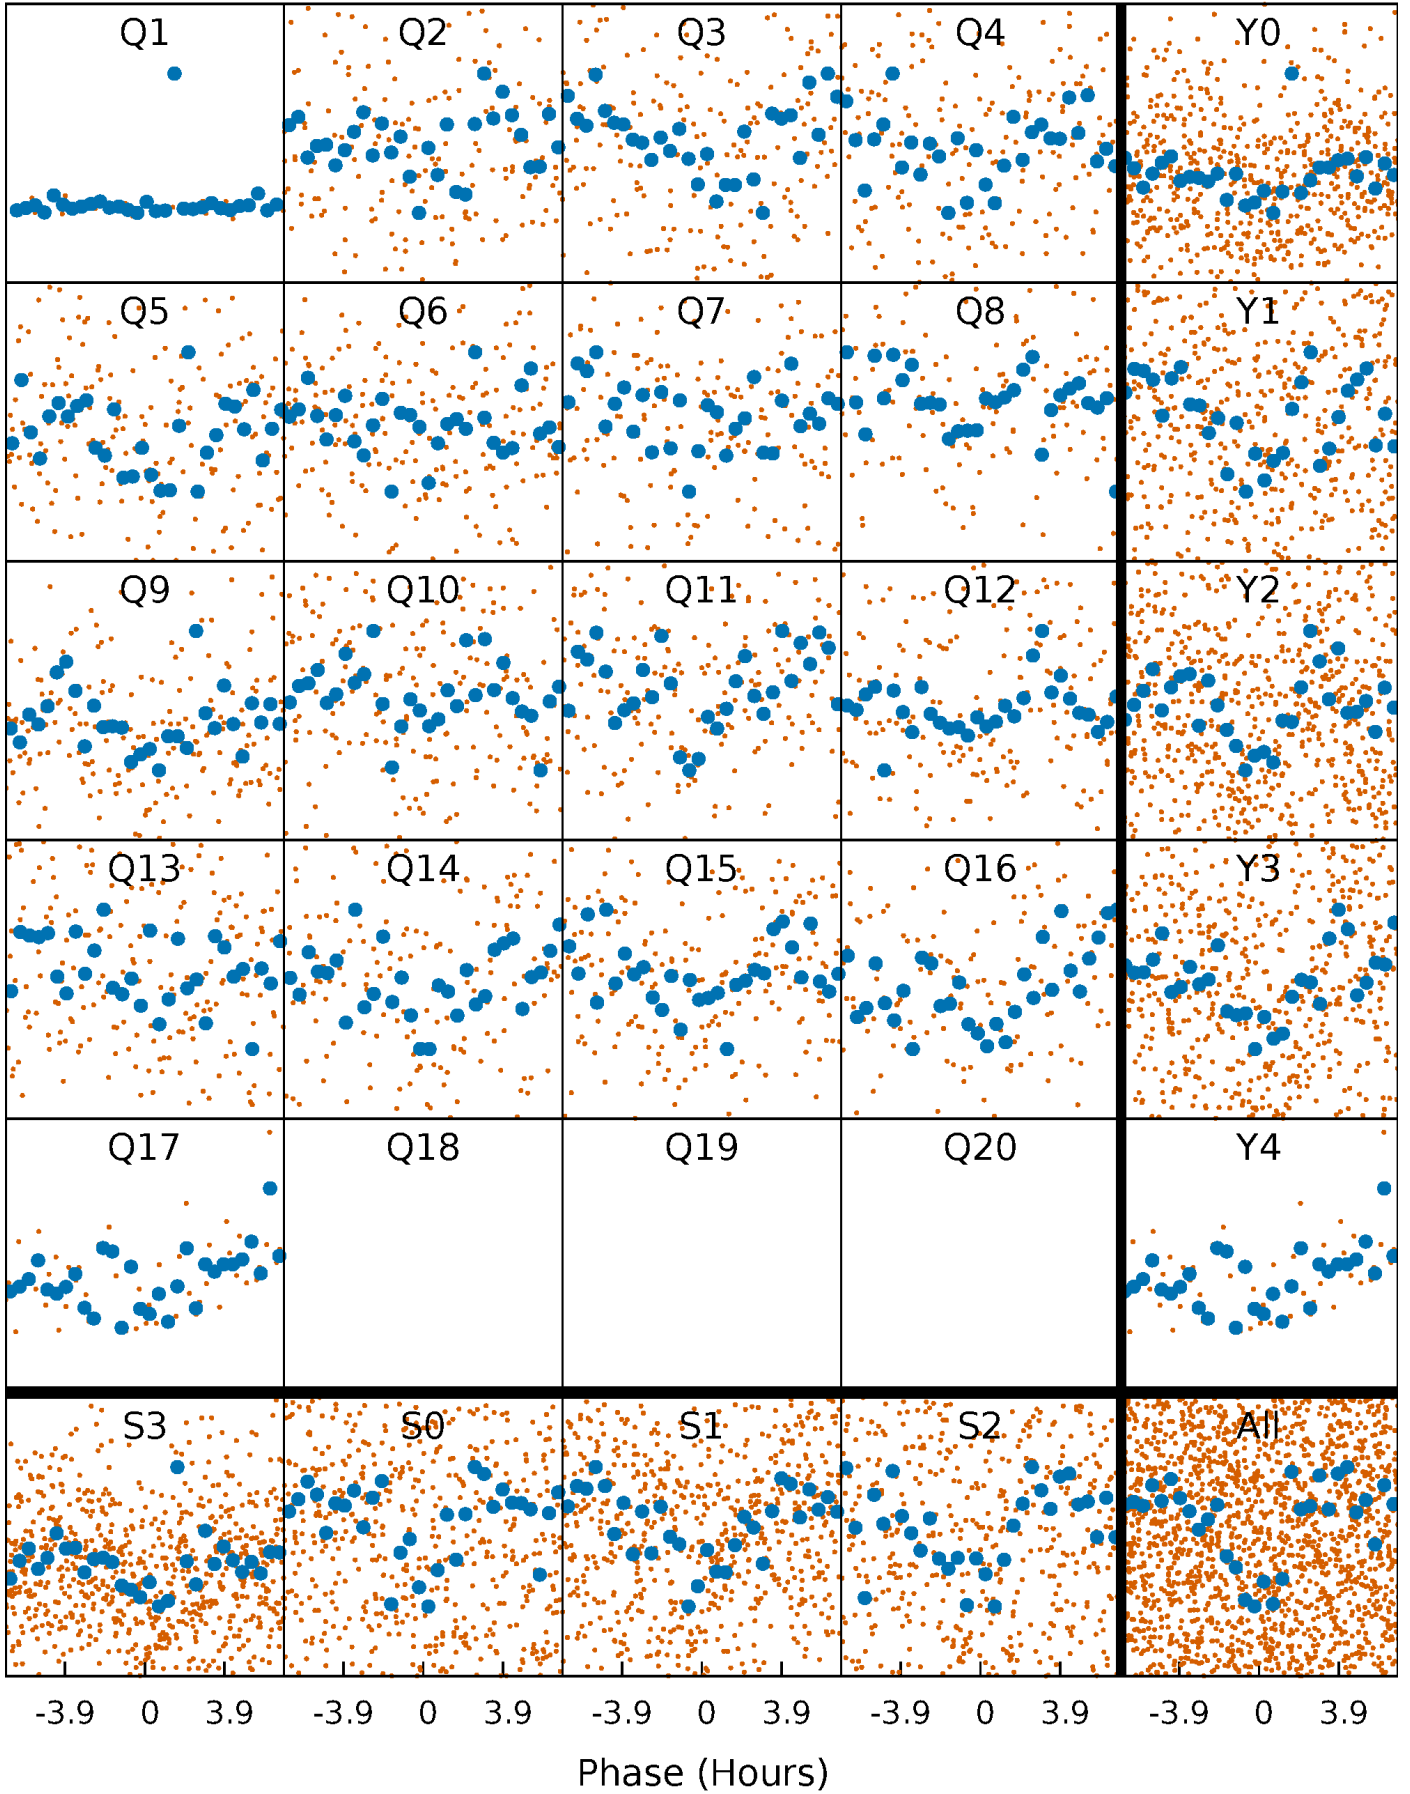 Q1 Q2 Q3 Q4 Y0
Q5 Q6 Q7 Q8 Y1
Q9 Q10 Q11 Q12 Y2
Q13 Q14 Q15 Q16 Y3
Q17 Q18 Q19 Q20 Y4
S3 S0 S1 S2 All
-3.9 0 3.9 -3.9 0 3.9 -3.9 0 3.9 -3.9 0 3.9 -3.9 0 3.9
Phase (Hours)